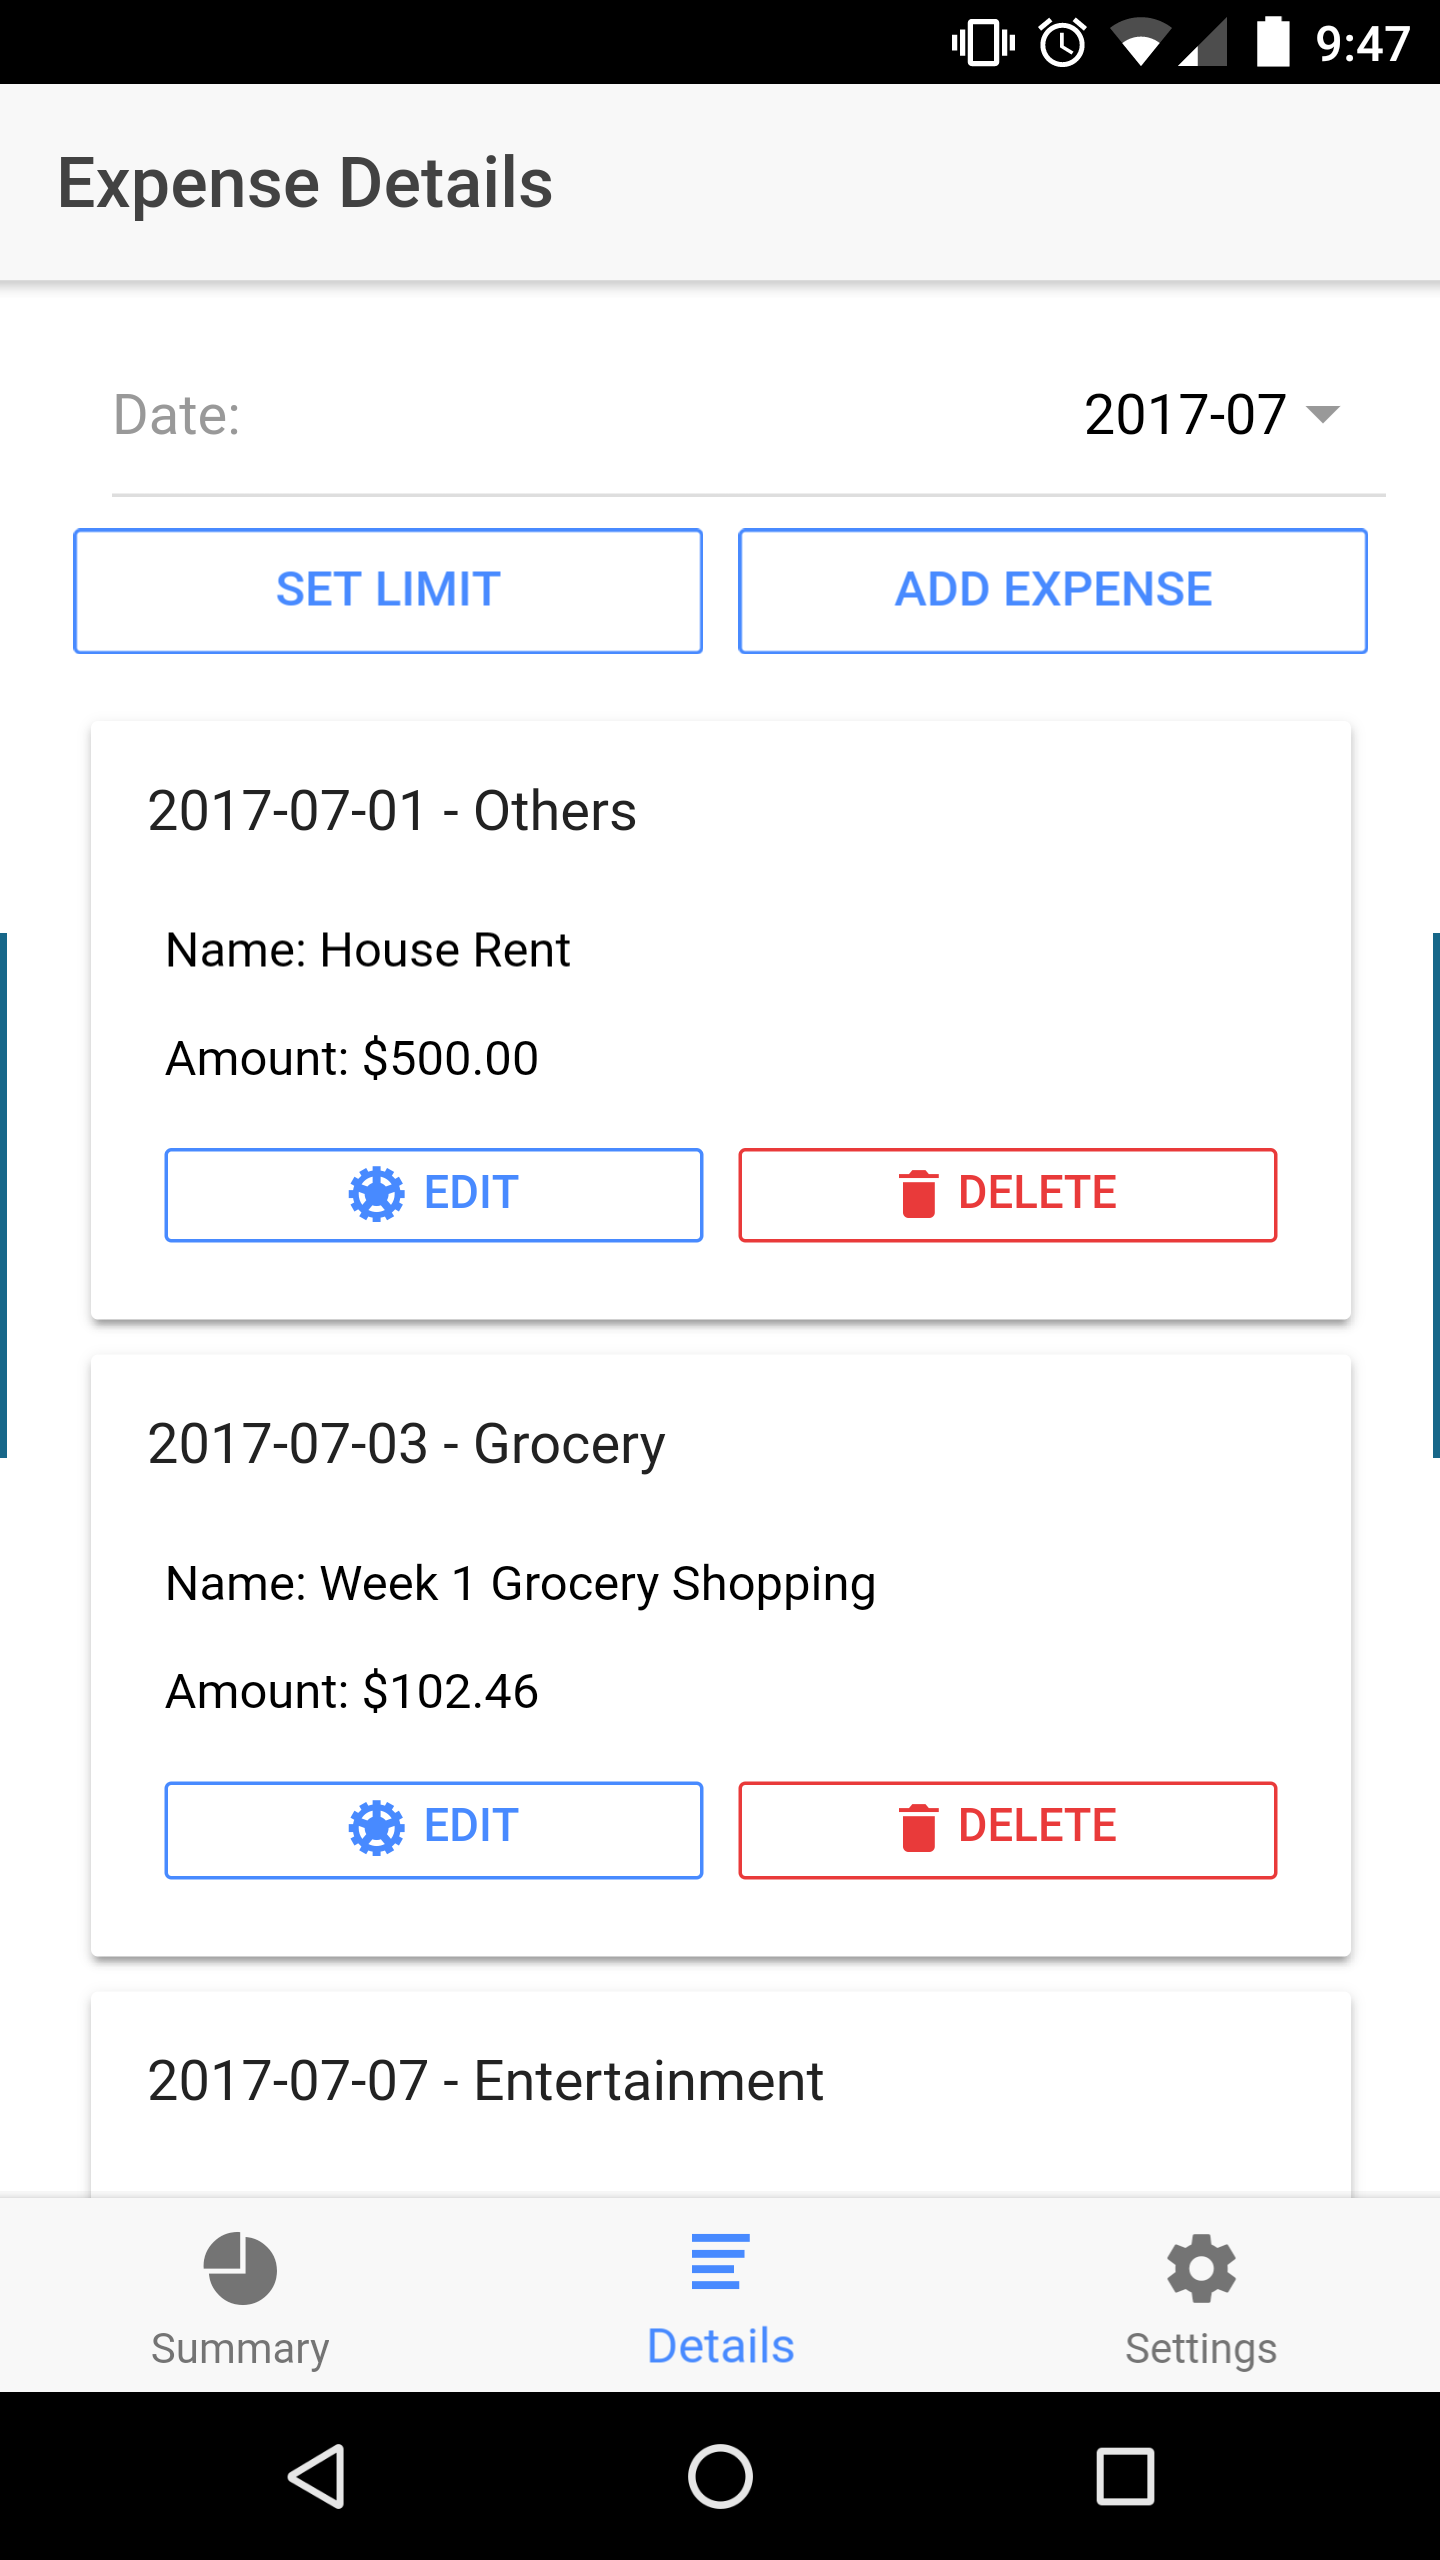 9:47
Expense Details
Date: 2017-07
SET LIMIT ADD EXPENSE
2017-07-01 - Others
Name: House Rent
Amount: $500.00
EDIT DELETE
2017-07-03 - Grocery
Name: Week 1 Grocery Shopping
Amount: $102.46
EDIT DELETE
2017-07-07 - Entertainment
Summary Details Settings